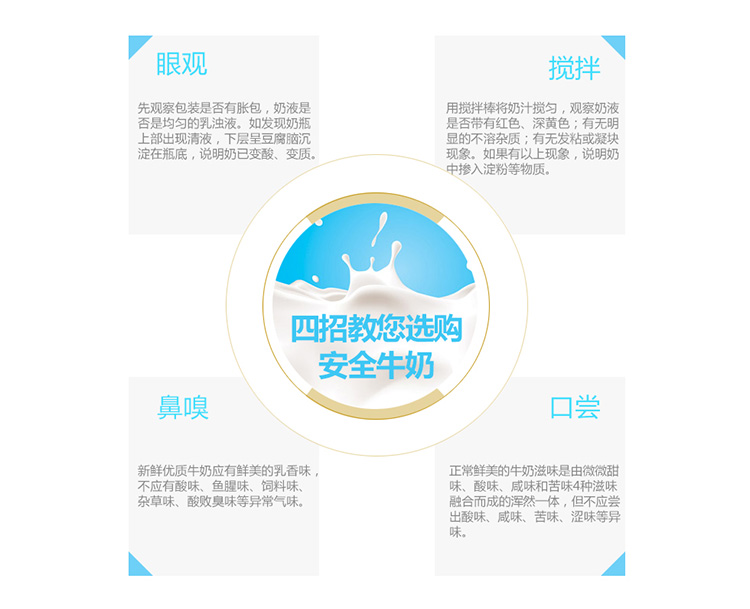 眼观
先观察包装是否有胀包，奶液是
否是均匀的乳浊液。如发现奶瓶
上部出现清液，下层呈豆腐脑沉
淀在瓶底，说明奶已变酸、变质。
搅拌
用搅拌棒将奶汁搅匀，观察奶液
是否带有红色、深黄色；有无明
显的不溶杂质；有无发粘或凝块
现象。如果有以上现象，说明奶
中掺入淀粉等物质。
四招教您选购
安全牛奶
鼻嗅
新鲜优质牛奶应有鲜美的乳香味，
不应有酸味、鱼腥味、饲料味、
杂草味、酸败臭味等异常气味。
口尝
正常鲜美的牛奶滋味是由微微甜
味、酸味、咸味和苦味4种滋味
融合而成的浑然一体，但不应尝
出酸味、咸味、苦味、涩味等异
味。